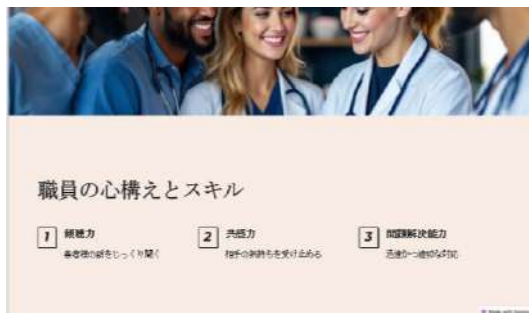 職員の心構えとスキル
1 傾聴力
患者様の話をじっくり聞く
2 共感力
相手の気持ちを受け止める
3 問題解決能力
迅速かつ適切な対応